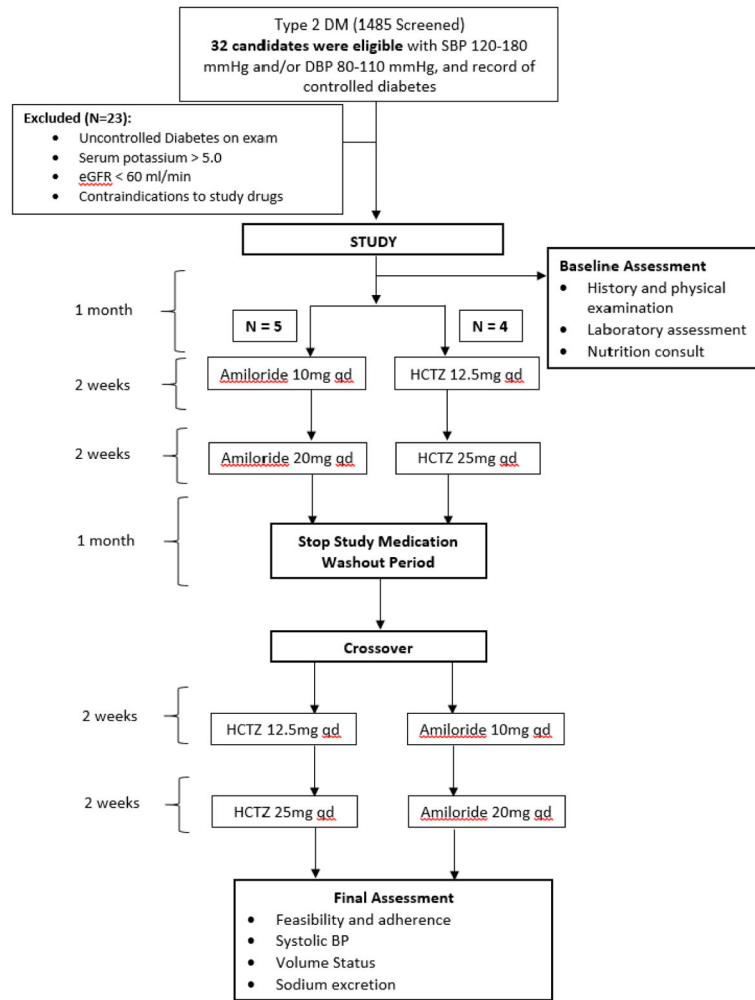 Type 2 DM (1485 Screened)
32 candidates were eligible with SBP 120-180
mmHg and/or DBP 80-110 mmHg, and record of
controlled diabetes
Excluded (N=23):
• Uncontrolled Diabetes on exam
• Serum potassium > 5.0
• eGFR < 60 ml/min
• Contraindications to study drugs
STUDY
Baseline Assessment
• History and physical
examination
• Laboratory assessment
• Nutrition consult
1 month
N = 5
N = 4
2 weeks
Amiloride 10mg qd
HCTZ 12.5mg qd
2 weeks
Amiloride 20mg qd
HCTZ 25mg qd
1 month
Stop Study Medication
Washout Period
Crossover
2 weeks
HCTZ 12.5mg qd
Amiloride 10mg qd
2 weeks
HCTZ 25mg qd
Amiloride 20mg qd
Final Assessment
• Feasibility and adherence
• Systolic BP
• Volume Status
• Sodium excretion